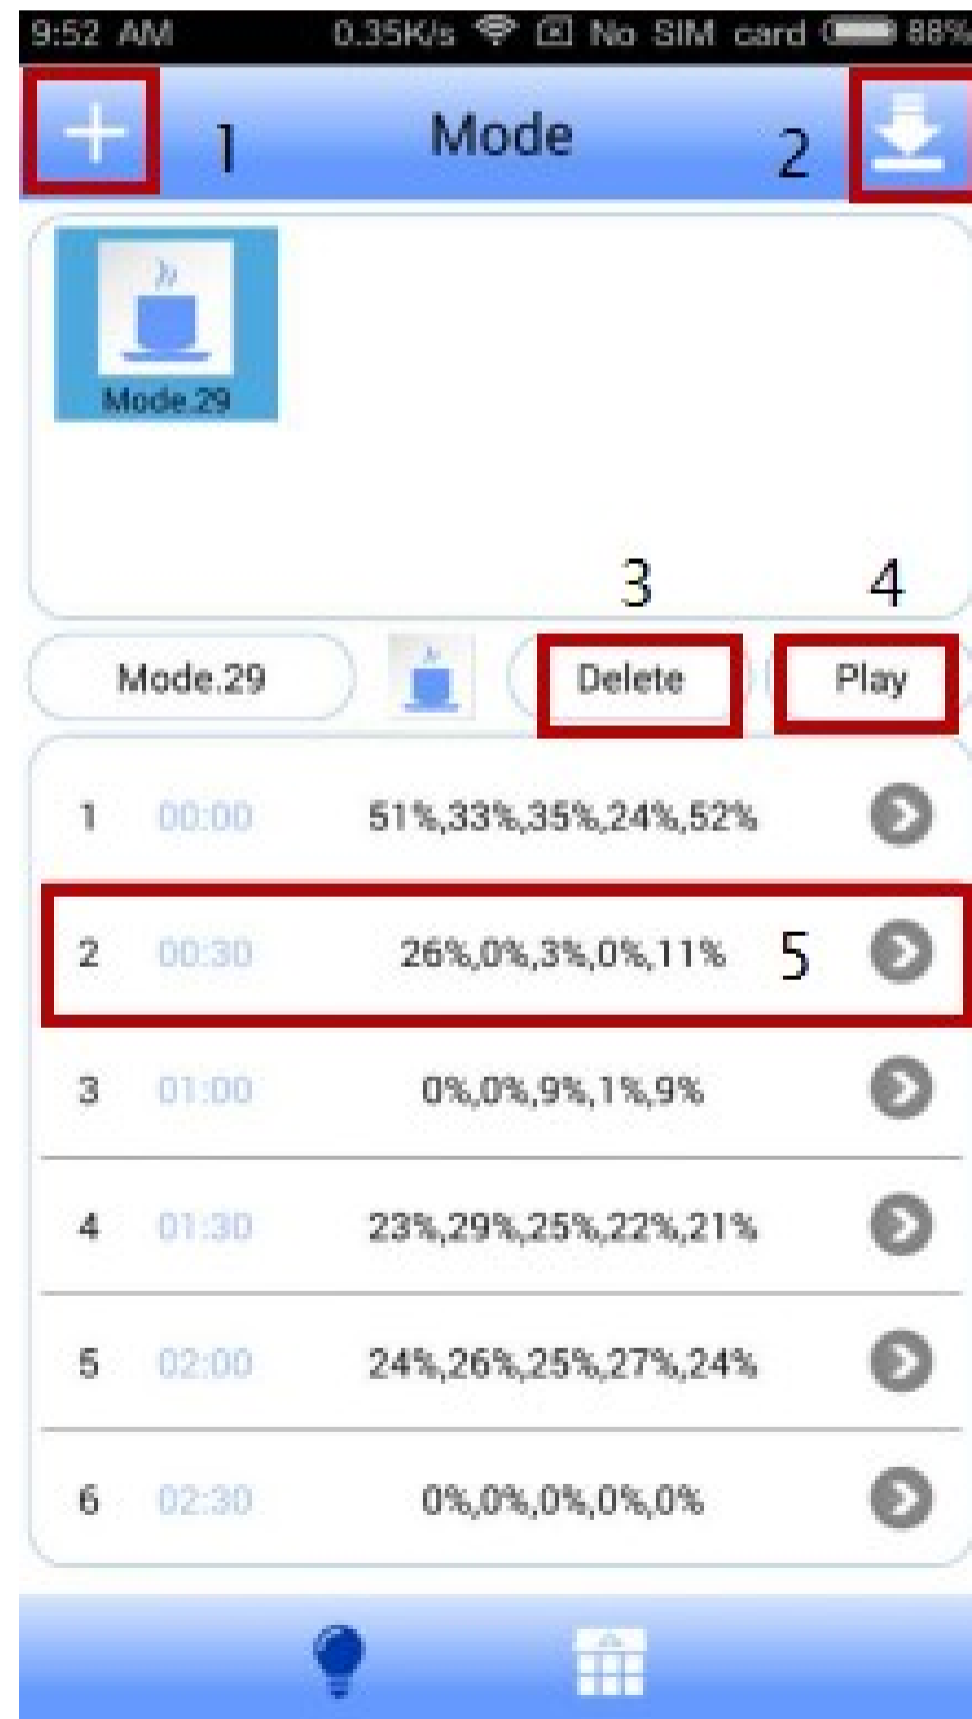 9:52 AM 0.35K/s No SIM card 88%
1 Mode 2
Mode.29
3 4
Mode.29 Delete Play
1 00:00 51%,33%,35%,24%,52%
2 00:30 26%,0%,3%,0%,11% 5
3 01:00 0%,0%,9%,1%,9%
4 01:30 23%,29%,25%,22%,21%
5 02:00 24%,26%,25%,27%,24%
6 02:30 0%,0%,0%,0%,0%